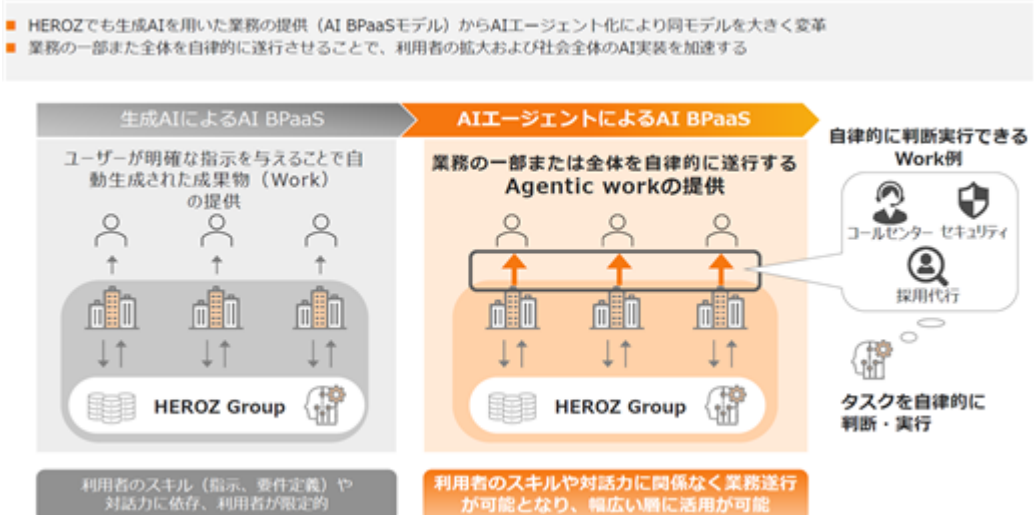 HEROZでも生成AIを用いた業務の提供（AI BPaaSモデル）からAIエージェント化により同モデルを大きく変革
業務の一部また全体を自律的に遂行させることで、利用者の拡大および社会全体のAI実装を加速する
生成AIによるAI BPaaS
ユーザーが明確な指示を与えることで自
動生成された成果物（Work）
の提供
HEROZ Group
利用者のスキル（指示、要件定義）や
対話力に依存、利用者が限定的
AIエージェントによるAI BPaaS
業務の一部または全体を自律的に遂行する
Agentic workの提供
HEROZ Group
利用者のスキルや対話力に関係なく業務遂行
が可能となり、幅広い層に活用が可能
自律的に判断実行できる
Work例
コールセンター
セキュリティ
採用代行
タスクを自律的に
判断・実行